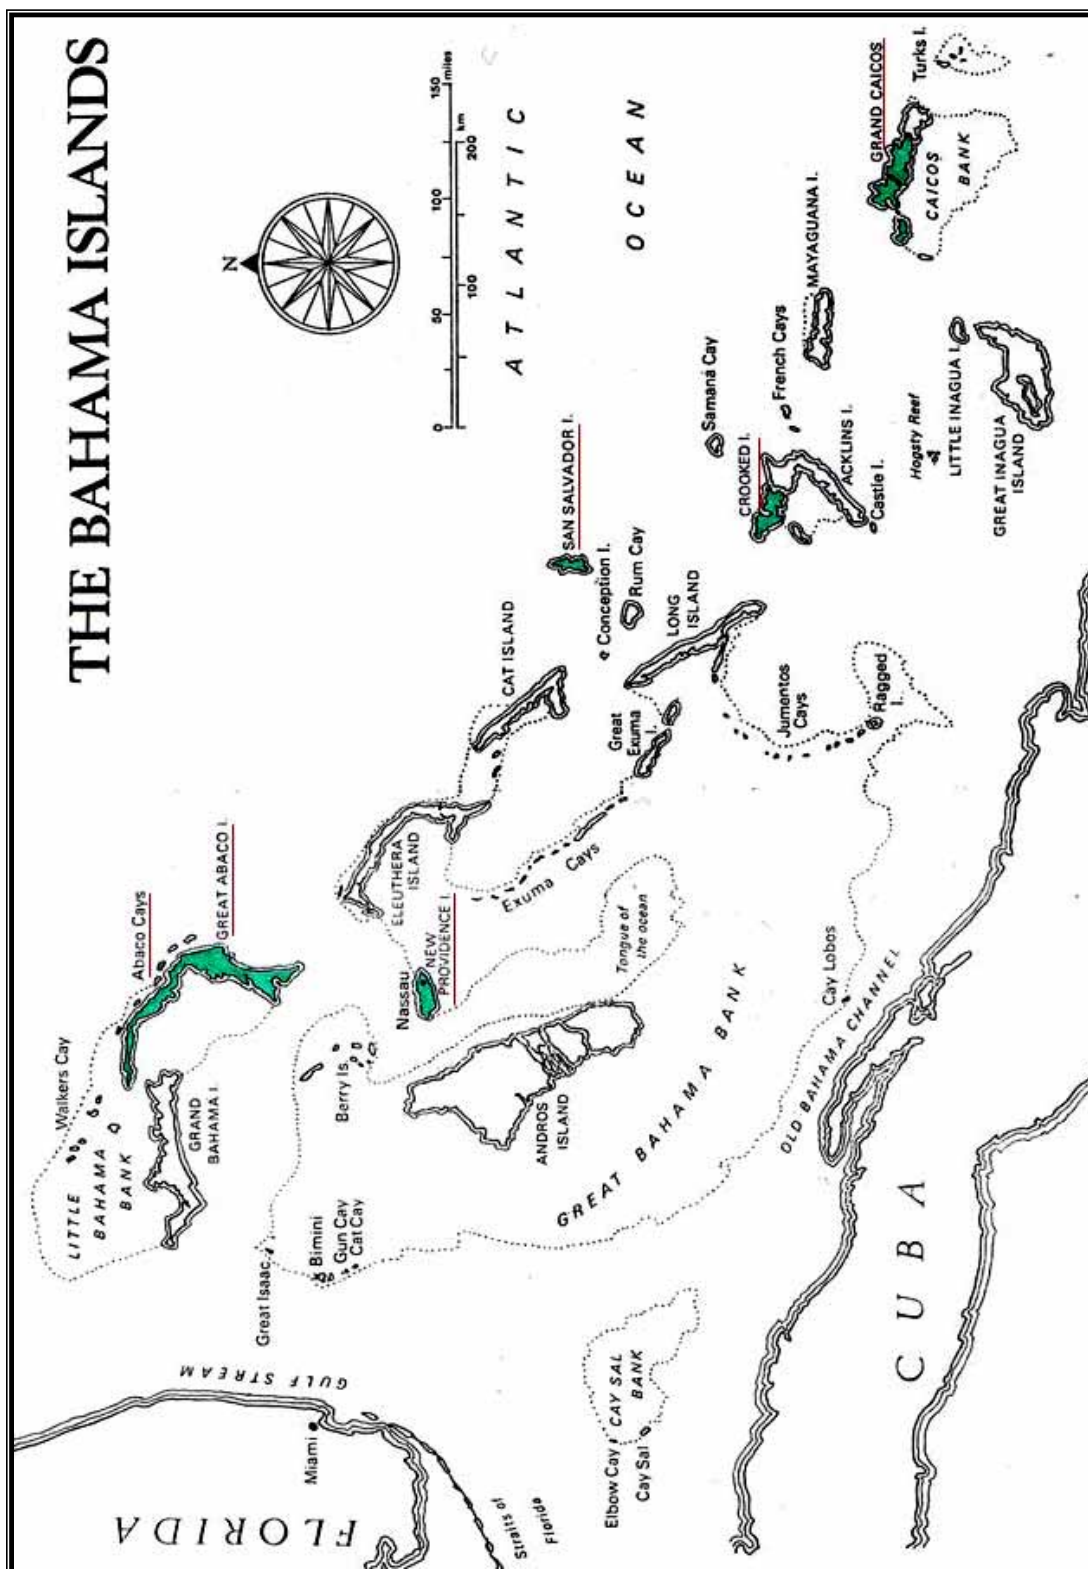 THE BAHAMA ISLANDS
N
0 50 100 150 miles
100 200 km
ATLANTIC
OCEAN
FLORIDA
Miami
GULF STREAM
Straits of
Florida
LITTLE
BAHAMA
BANK
Walkers Cay
GRAND
BAHAMA I.
Abaco Cays
GREAT ABACO I.
Great Isaac
Bimini
Gun Cay
Cat Cay
Barry Is.
Nassau
NEW
PROVIDENCE I.
ELEUTHERA
ISLAND
CAT ISLAND
SAN SALVADOR I.
Conception I.
Rum Cay
ANDROS
ISLAND
Tongue of
the ocean
Exuma Cays
Great
Exuma
I.
LONG
ISLAND
GREAT BAHAMA BANK
Elbow Cay
CAY SAL
BANK
Cay Sal
Jumentos
Cays
Ragged
I.
Cay Lobos
OLD BAHAMA CHANNEL
CUBA
Samaná Cay
CROOKED I.
French Cays
ACKLINS I.
Castle I.
MAYAGUANA I.
Hogsty Reef
LITTLE INAGUA I.
GREAT INAGUA
ISLAND
GRAND CAICOS
CAICOS
BANK
Turks I.